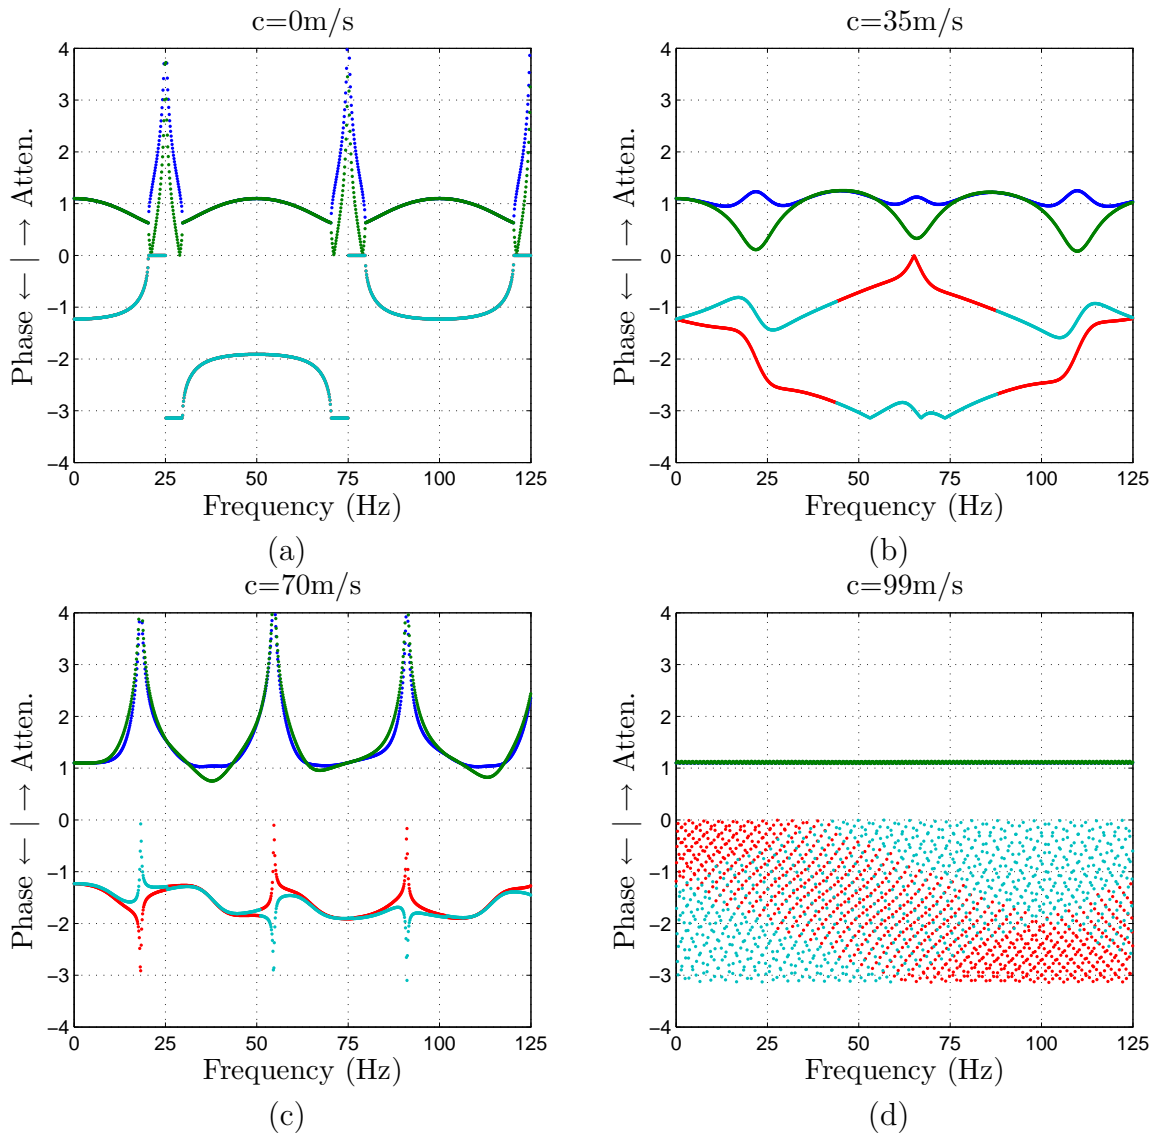 c=0m/s
4
3
2
1
0
−1
−2
−3
−4
Phase ← | → Atten.
0 25 50 75 100 125
Frequency (Hz)
(a)
c=35m/s
4
3
2
1
0
−1
−2
−3
−4
Phase ← | → Atten.
0 25 50 75 100 125
Frequency (Hz)
(b)
c=70m/s
4
3
2
1
0
−1
−2
−3
−4
Phase ← | → Atten.
0 25 50 75 100 125
Frequency (Hz)
(c)
c=99m/s
4
3
2
1
0
−1
−2
−3
−4
Phase ← | → Atten.
0 25 50 75 100 125
Frequency (Hz)
(d)